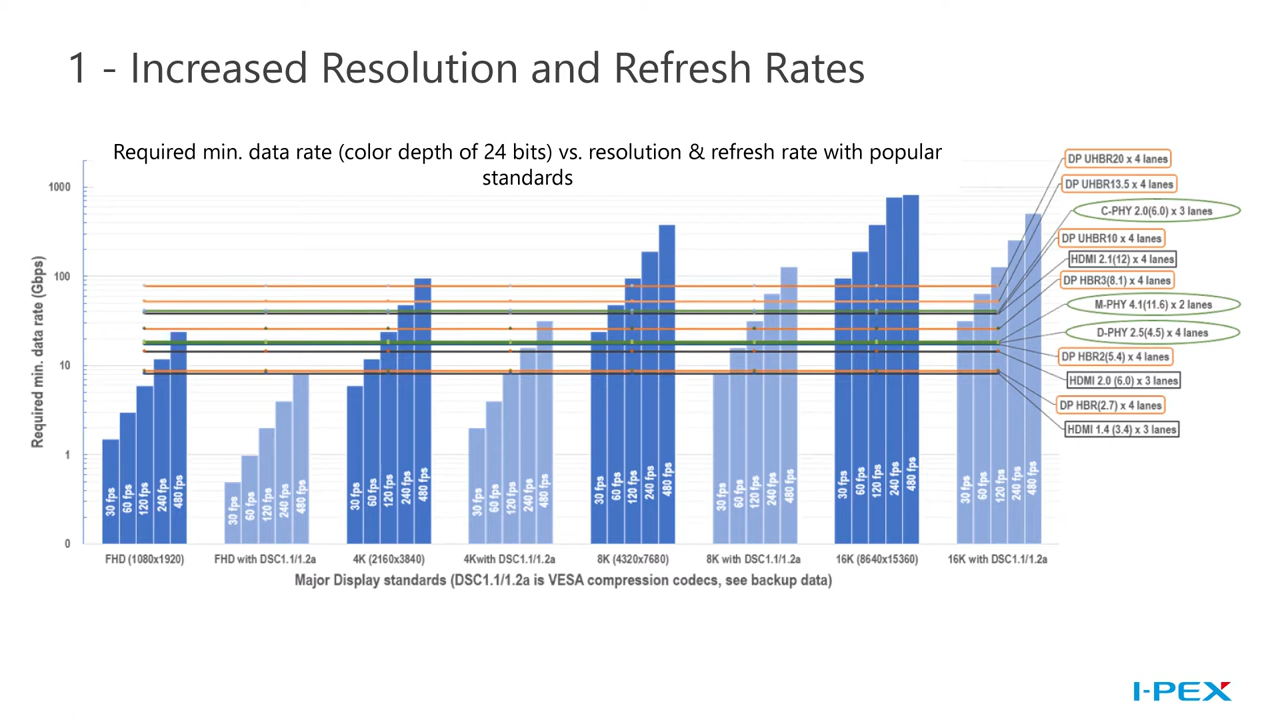 1 - Increased Resolution and Refresh Rates
Required min. data rate (color depth of 24 bits) vs. resolution & refresh rate with popular
standards
Required min. data rate (Gbps)
1000
100
10
1
0
30 fps
60 fps
120 fps
240 fps
480 fps
30 fps
60 fps
120 fps
240 fps
480 fps
30 fps
60 fps
120 fps
240 fps
480 fps
30 fps
60 fps
120 fps
240 fps
480 fps
30 fps
60 fps
120 fps
240 fps
480 fps
30 fps
60 fps
120 fps
240 fps
480 fps
30 fps
60 fps
120 fps
240 fps
480 fps
30 fps
60 fps
120 fps
240 fps
480 fps
FHD (1080x1920)
FHD with DSC1.1/1.2a
4K (2160x3840)
4Kwith DSC1.1/1.2a
8K (4320x7680)
8K with DSC1.1/1.2a
16K (8640x15360)
16K with DSC1.1/1.2a
Major Display standards (DSC1.1/1.2a is VESA compression codecs, see backup data)
DP UHBR20 x 4 lanes
DP UHBR13.5 x 4 lanes
C-PHY 2.0(6.0) x 3 lanes
DP UHBR10 x 4 lanes
HDMI 2.1(12) x 4 lanes
DP HBR3(8.1) x 4 lanes
M-PHY 4.1(11.6) x 2 lanes
D-PHY 2.5(4.5) x 4 lanes
DP HBR2(5.4) x 4 lanes
HDMI 2.0 (6.0) x 3 lanes
DP HBR(2.7) x 4 lanes
HDMI 1.4 (3.4) x 3 lanes
I-PEX